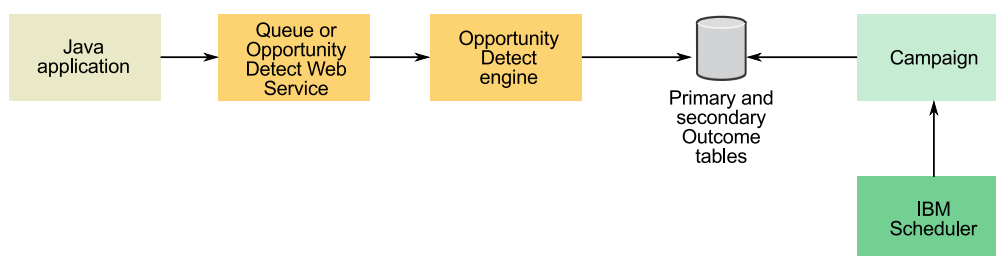 Java
application
Queue or
Opportunity
Detect Web
Service
Opportunity
Detect
engine
Primary and
secondary
Outcome
tables
Campaign
IBM
Scheduler